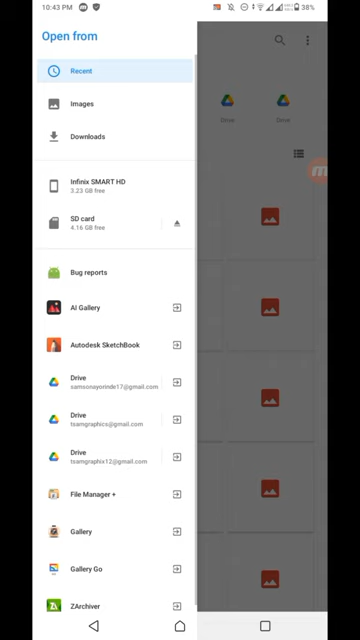 10:43 PM
38%
Open from
Recent
Images
Downloads
Infinix SMART HD
3.23 GB free
SD card
4.16 GB free
Bug reports
AI Gallery
Autodesk SketchBook
Drive
samsonayorinde17@gmail.com
Drive
tsamgraphics@gmail.com
Drive
tsamgraphix12@gmail.com
File Manager +
Gallery
Gallery Go
ZArchiver
Drive
Drive